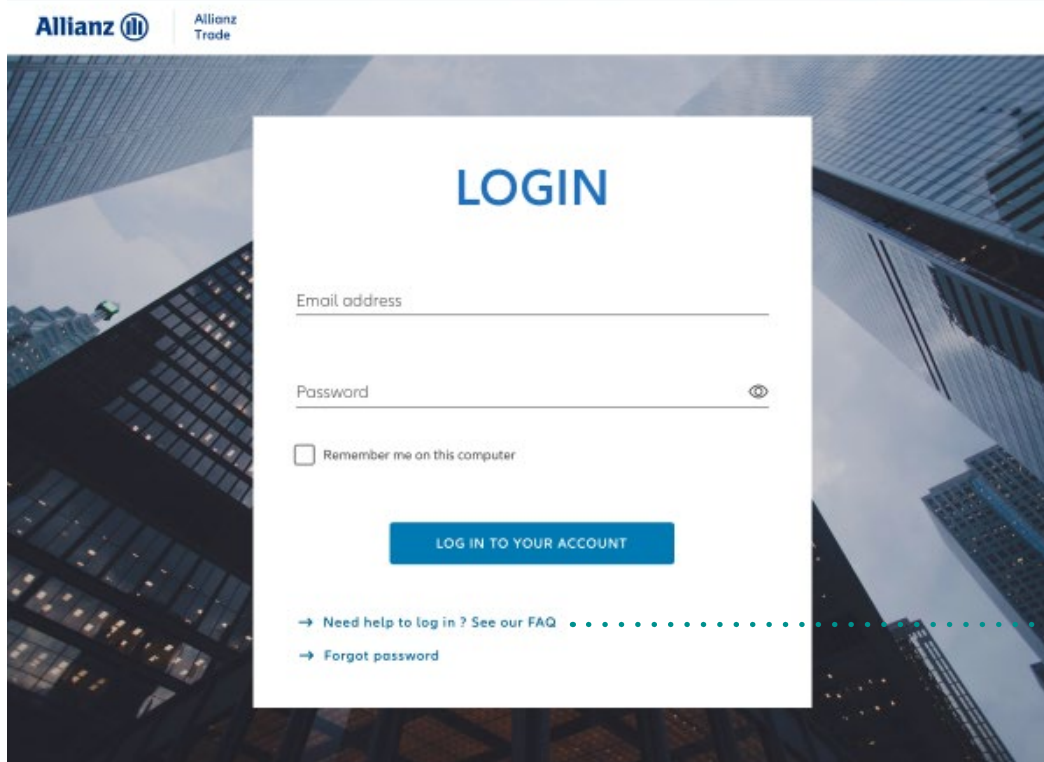 Allianz
Allianz
Trade
LOGIN
Email address
Password
Remember me on this computer
LOG IN TO YOUR ACCOUNT
→ Need help to log in ? See our FAQ
→ Forgot password